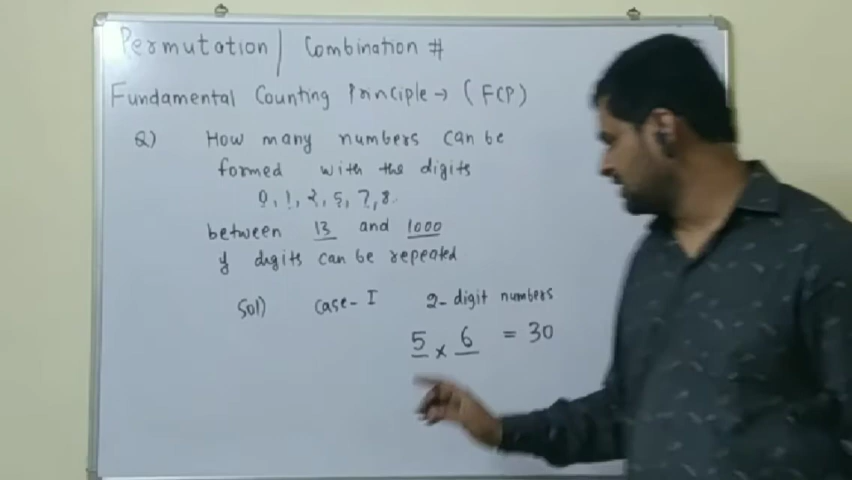 Permutation | Combination #
Fundamental Counting Principle → (FCP)
Q) How many numbers can be
formed with the digits
0, 1, 2, 5, 7, 8
between 13 and 1000
if digits can be repeated
Sol) Case-I 2-digit numbers
5 × 6 = 30